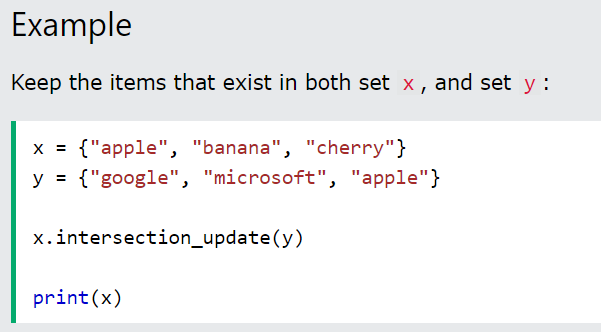 Example
Keep the items that exist in both set x, and set y:
x = {"apple", "banana", "cherry"}
y = {"google", "microsoft", "apple"}
x.intersection_update(y)
print(x)